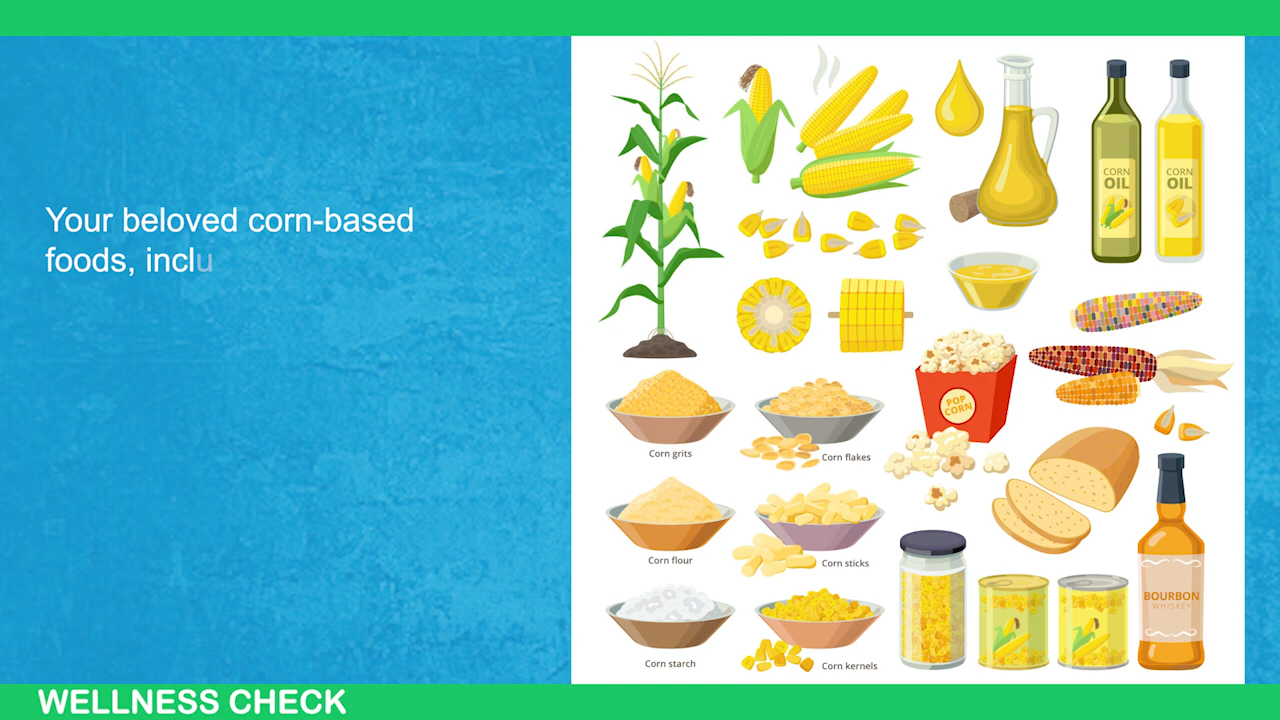 Your beloved corn-based
foods, inclu
CORN
OIL
CORN
OIL
POP
CORN
Corn grits
Corn flakes
Corn flour
Corn sticks
Corn starch
Corn kernels
BOURBON
WHISKEY
WELLNESS CHECK